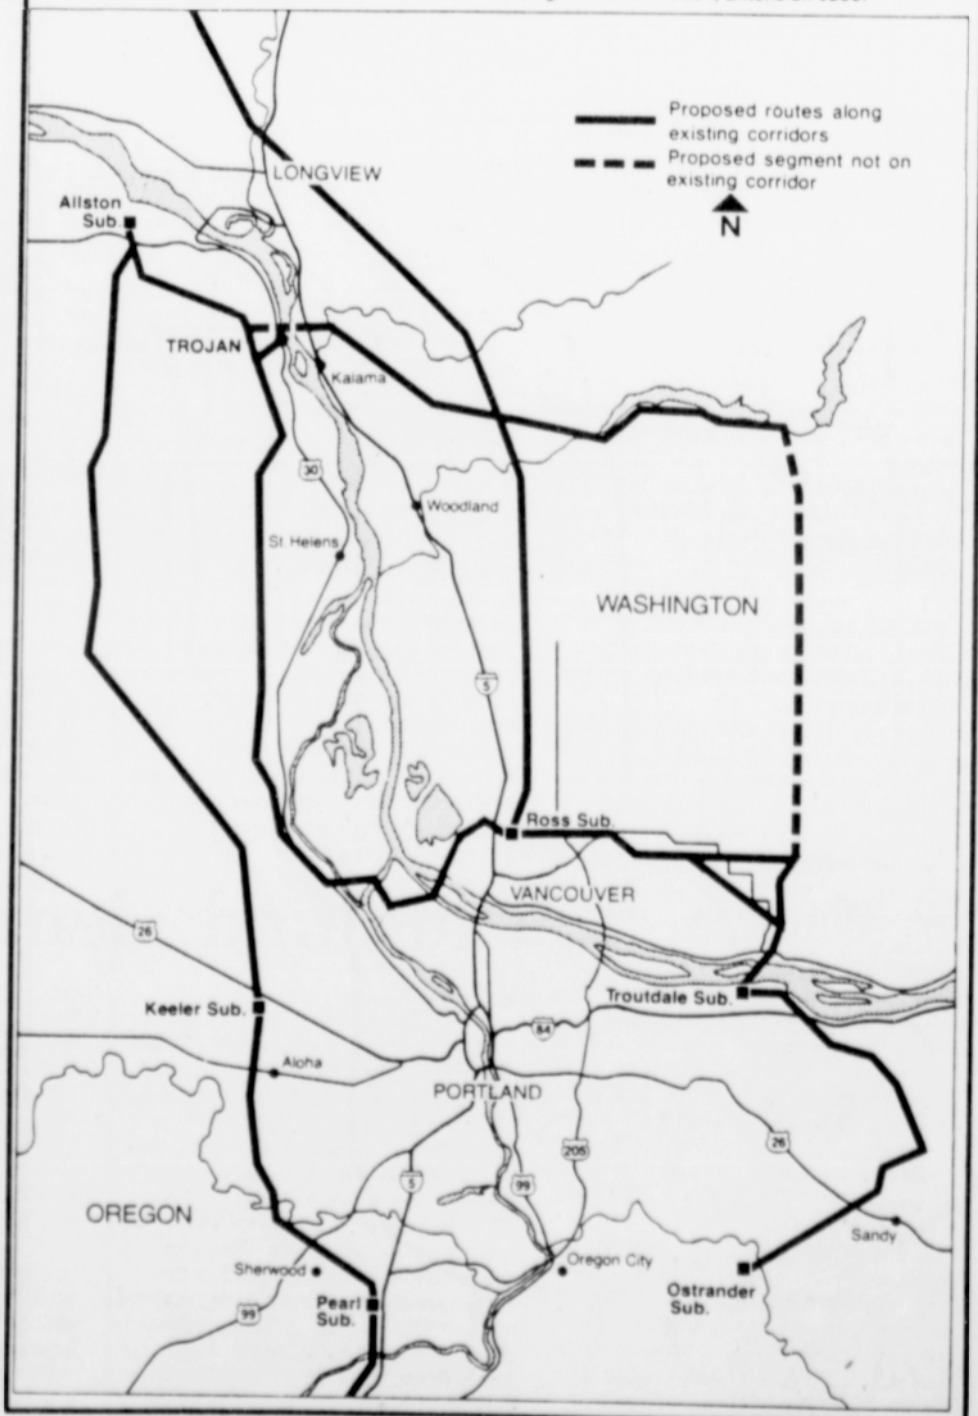 Proposed routes along
existing corridors
Proposed segment not on
existing corridor
N
LONGVIEW
Allston
Sub.
TROJAN
Kalama
30
Woodland
St. Helens
WASHINGTON
5
Ross Sub.
VANCOUVER
26
Keeler Sub.
Troutdale Sub.
84
Aloha
PORTLAND
26
205
5
99
OREGON
Sandy
Sherwood
Oregon City
Ostrander
Sub.
Pearl
Sub.
99